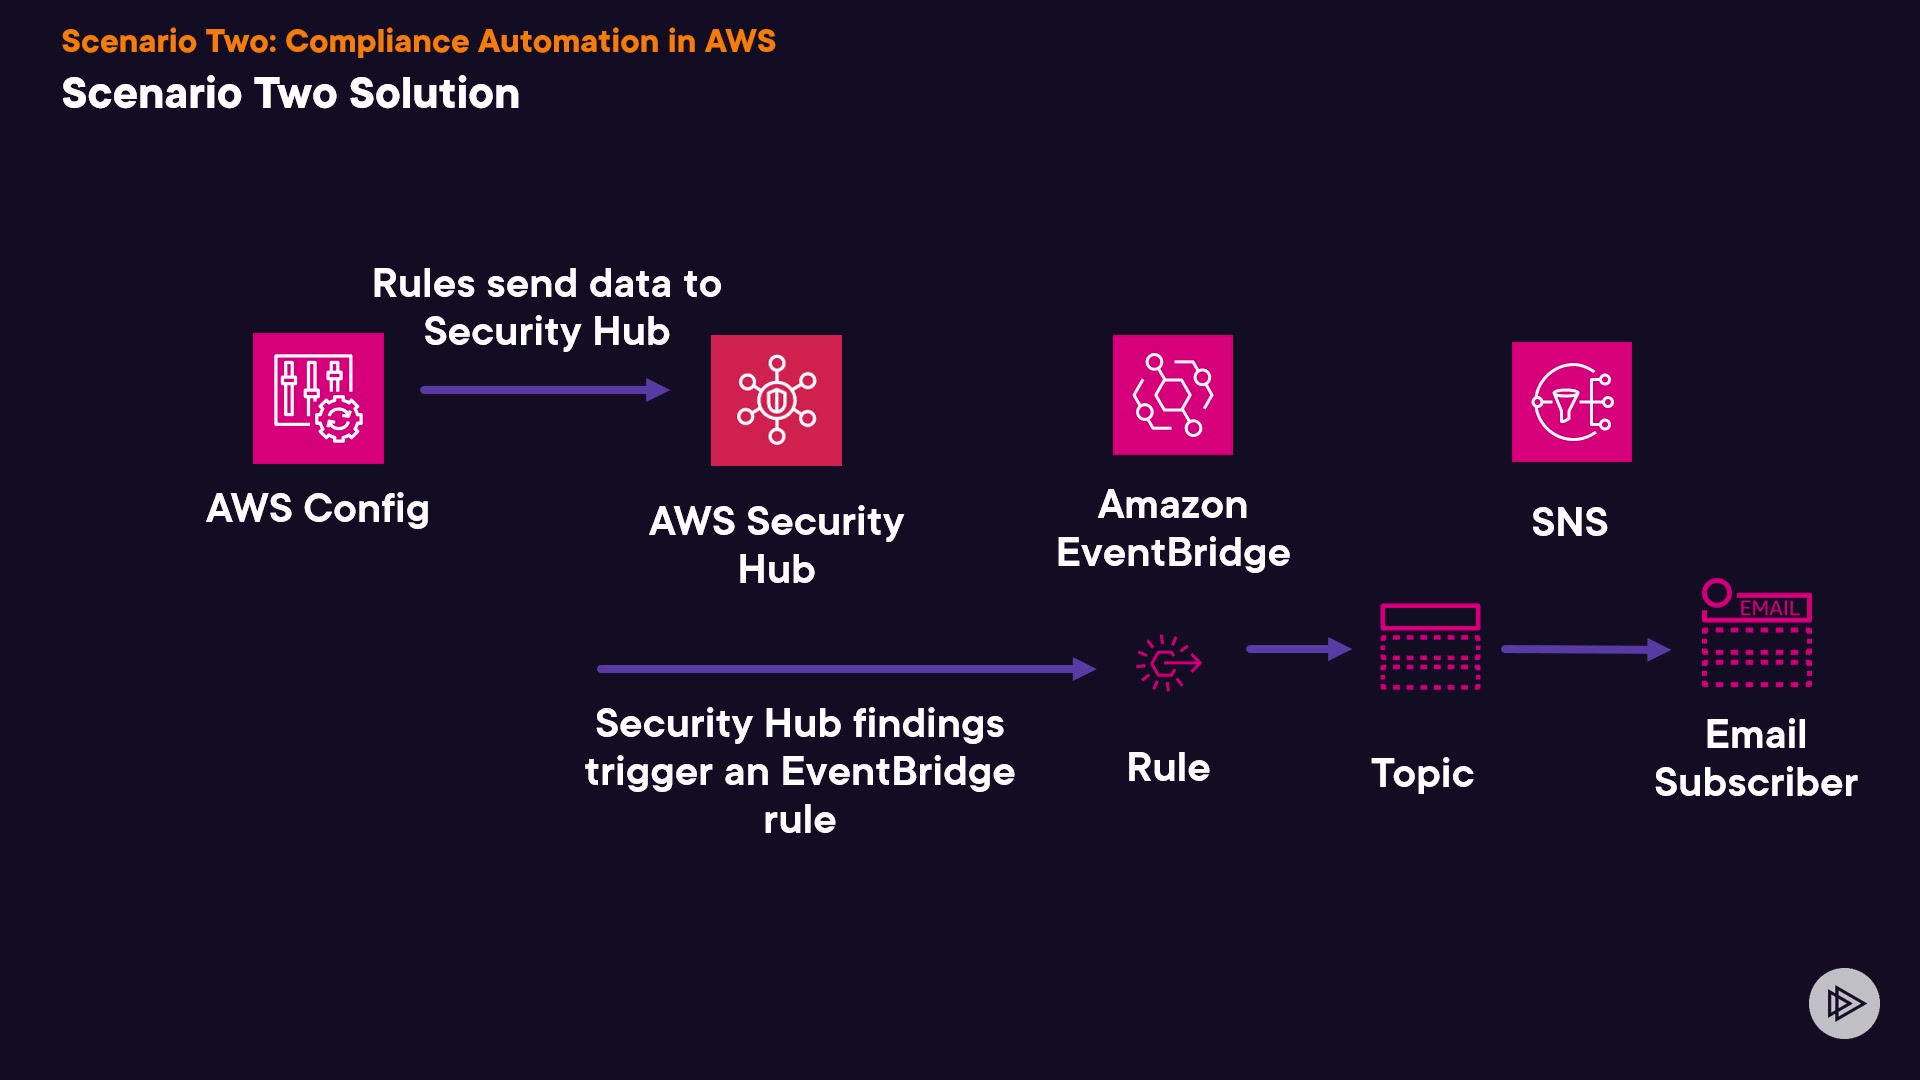 Scenario Two: Compliance Automation in AWS
Scenario Two Solution
Rules send data to
Security Hub
AWS Config
AWS Security
Hub
Amazon
EventBridge
SNS
EMAIL
Security Hub findings
trigger an EventBridge
rule
Rule
Topic
Email
Subscriber